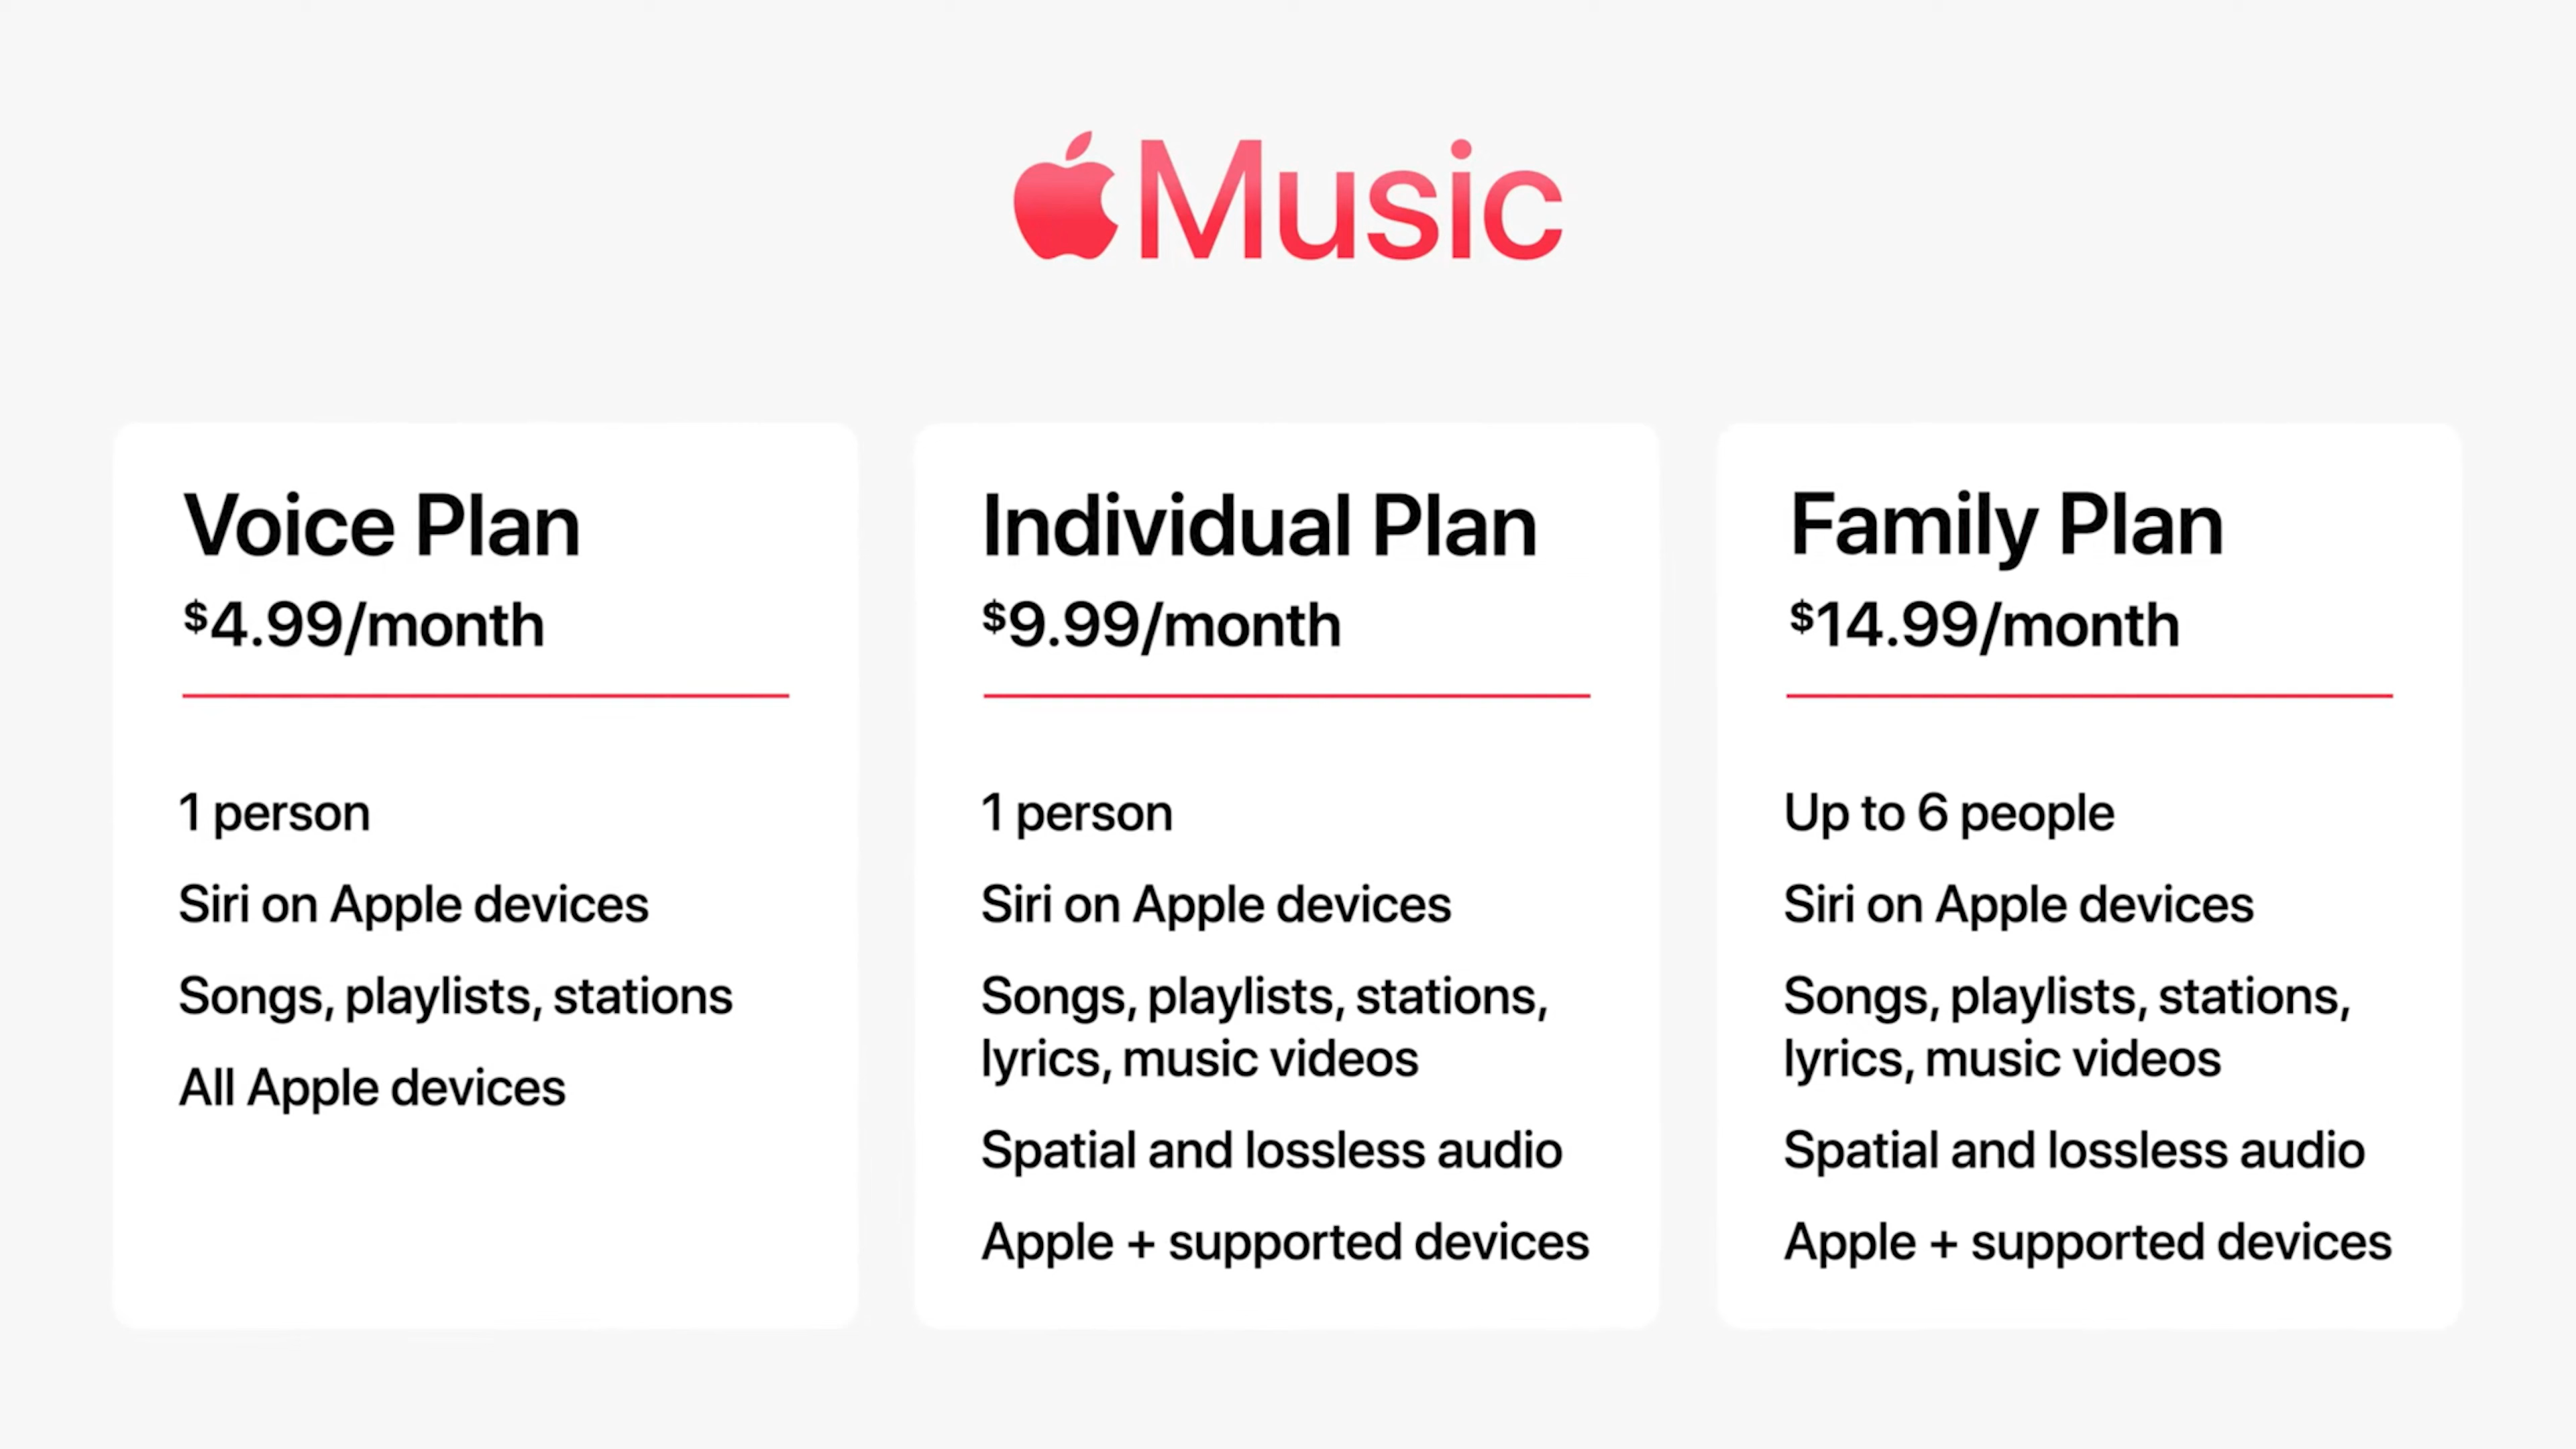 Music
Voice Plan
$4.99/month
1 person
Siri on Apple devices
Songs, playlists, stations
All Apple devices
Individual Plan
$9.99/month
1 person
Siri on Apple devices
Songs, playlists, stations,
lyrics, music videos
Spatial and lossless audio
Apple + supported devices
Family Plan
$14.99/month
Up to 6 people
Siri on Apple devices
Songs, playlists, stations,
lyrics, music videos
Spatial and lossless audio
Apple + supported devices